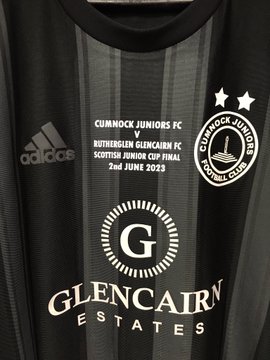 CUMNOCK JUNIORS FC
V
RUTHERGLEN GLENCAIRN FC
SCOTTISH JUNIOR CUP FINAL
2nd JUNE 2023
adidas
CUMNOCK JUNIORS
FOOTBALL CLUB
G
GLENCAIRN
ESTATES